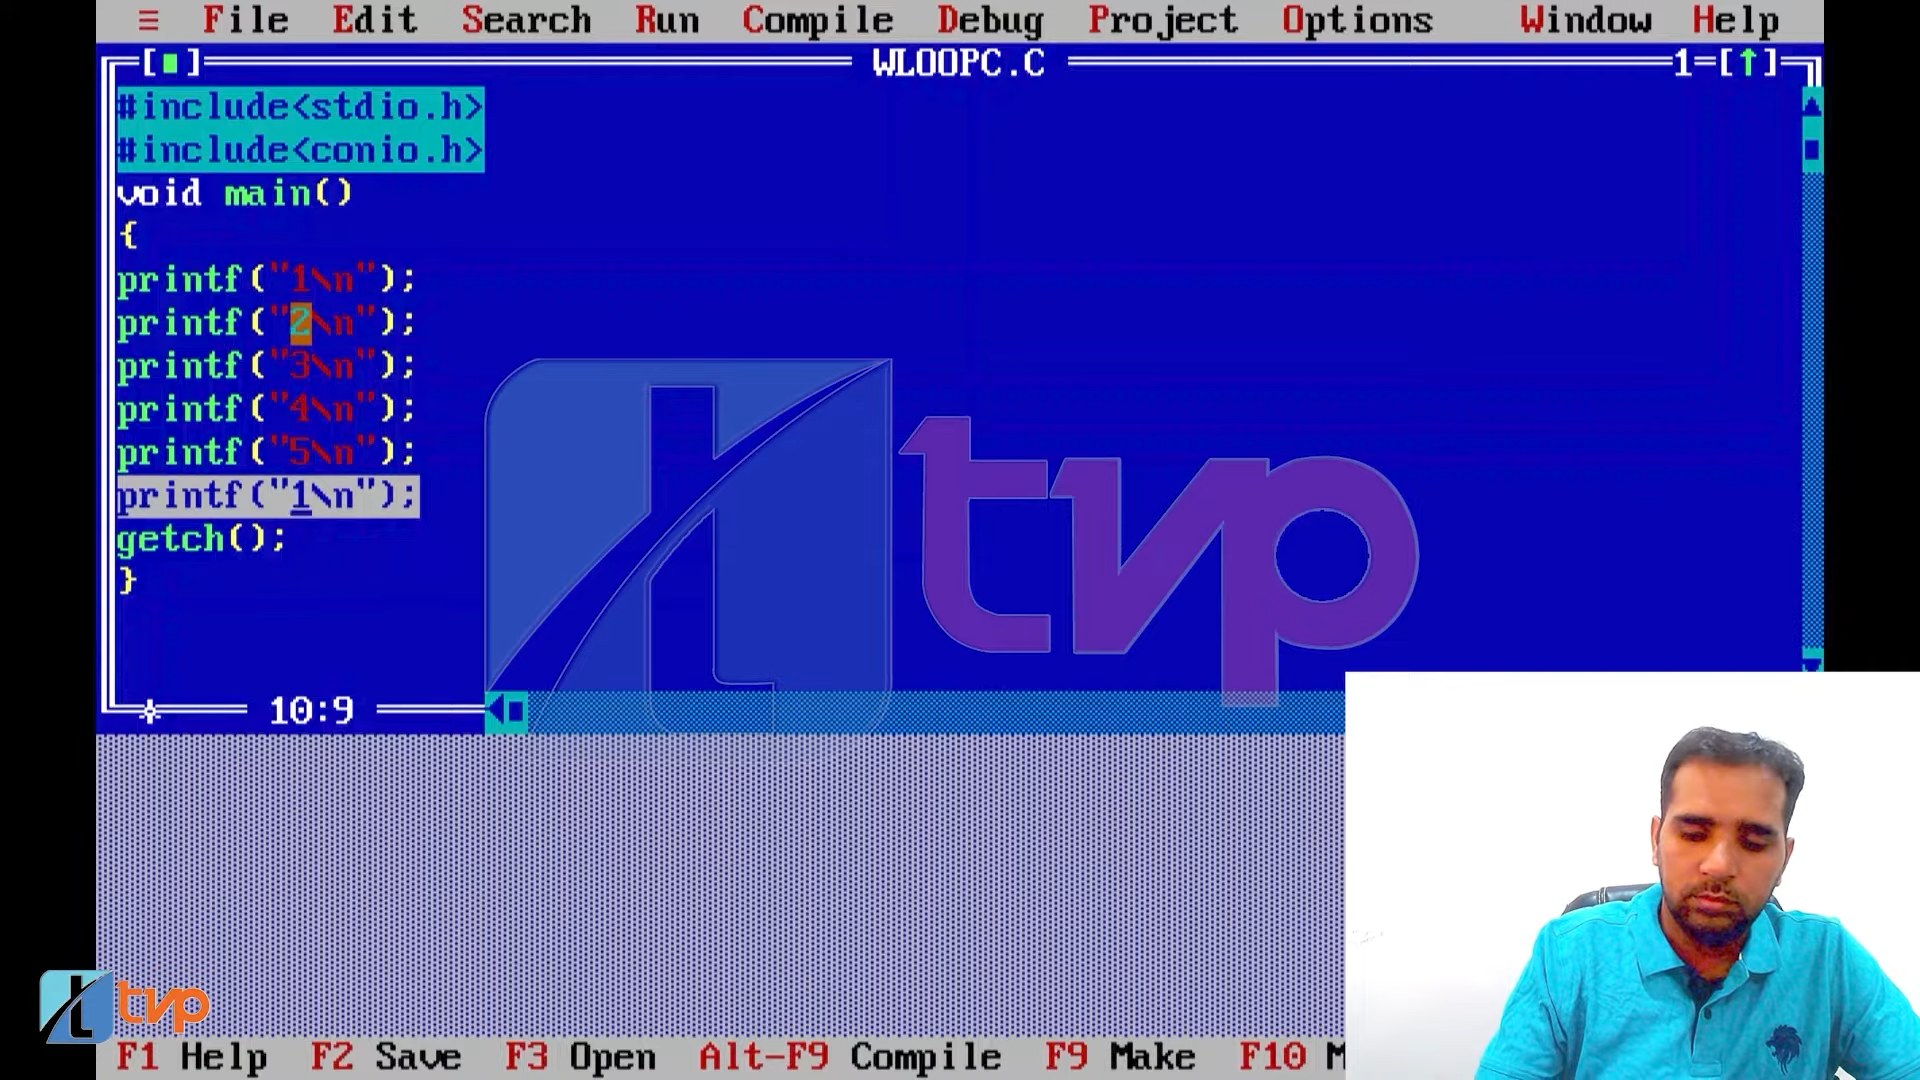 ≡ File Edit Search Run Compile Debug Project Options Window Help
[■] WLOOPC.C 1=[↑]
#include<stdio.h>
#include<conio.h>
void main()
{
printf("1\n");
printf("2\n");
printf("3\n");
printf("4\n");
printf("5\n");
printf("1\n");
getch();
}
10:9
tvp
tvp
F1 Help F2 Save F3 Open Alt-F9 Compile F9 Make F10 M